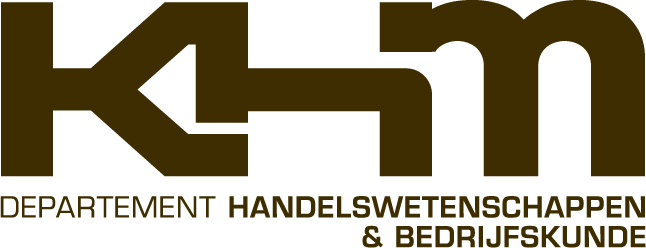 KHM
DEPARTEMENT HANDELSWETENSCHAPPEN
& BEDRIJFSKUNDE